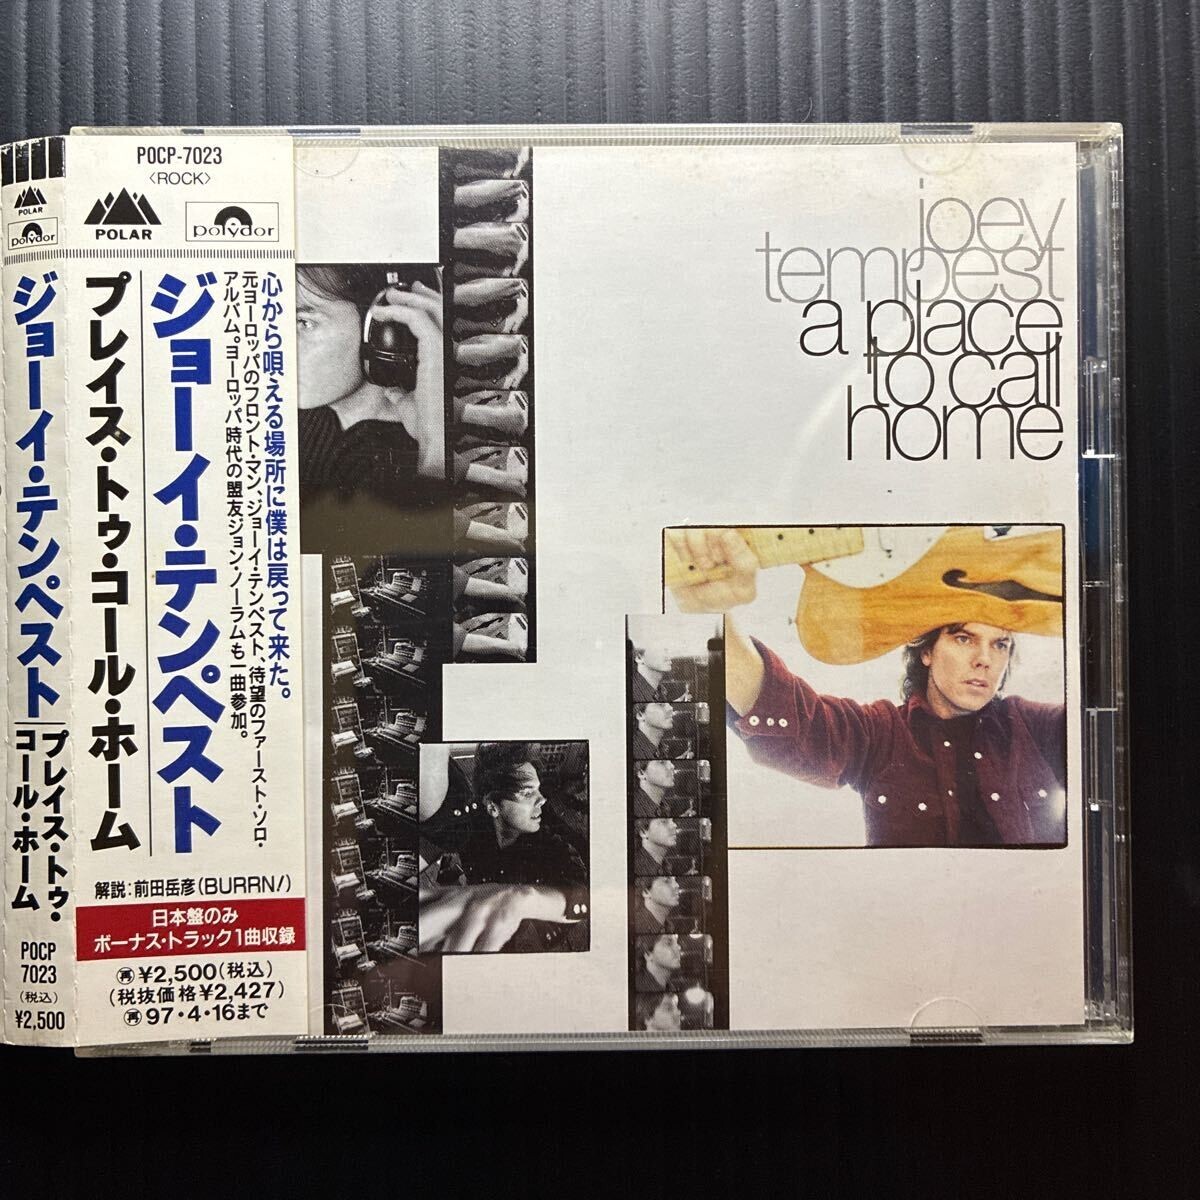 POLAR
polydor
ジョーイ・テンペスト
プレイス・トゥ・
コール・ホーム
POCP
7023
(税込)
¥2,500
POCP-7023
〈ROCK〉
POLAR
polydor
心から唄える場所に僕は戻って来た。
元ヨーロッパのフロント・マン、ジョーイ・テンペスト、待望のファースト・ソロ・
アルバム。ヨーロッパ時代の盟友ジョン・ノーラムも一曲参加。
ジョーイ・テンペスト
プレイス・トゥ・コール・ホーム
解説:前田岳彦(BURRN!)
日本盤のみ
ボーナス・トラック1曲収録
再¥2,500(税込)
(税抜価格¥2,427)
再97・4・16まで
joey
tempest
a place
to call
home